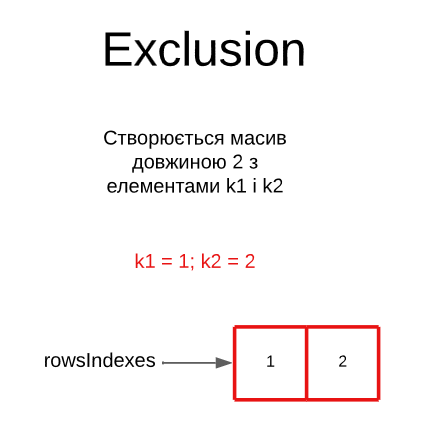 Exclusion
Створюється масив
довжиною 2 з
елементами k1 і k2
k1 = 1; k2 = 2
rowsIndexes
1 2